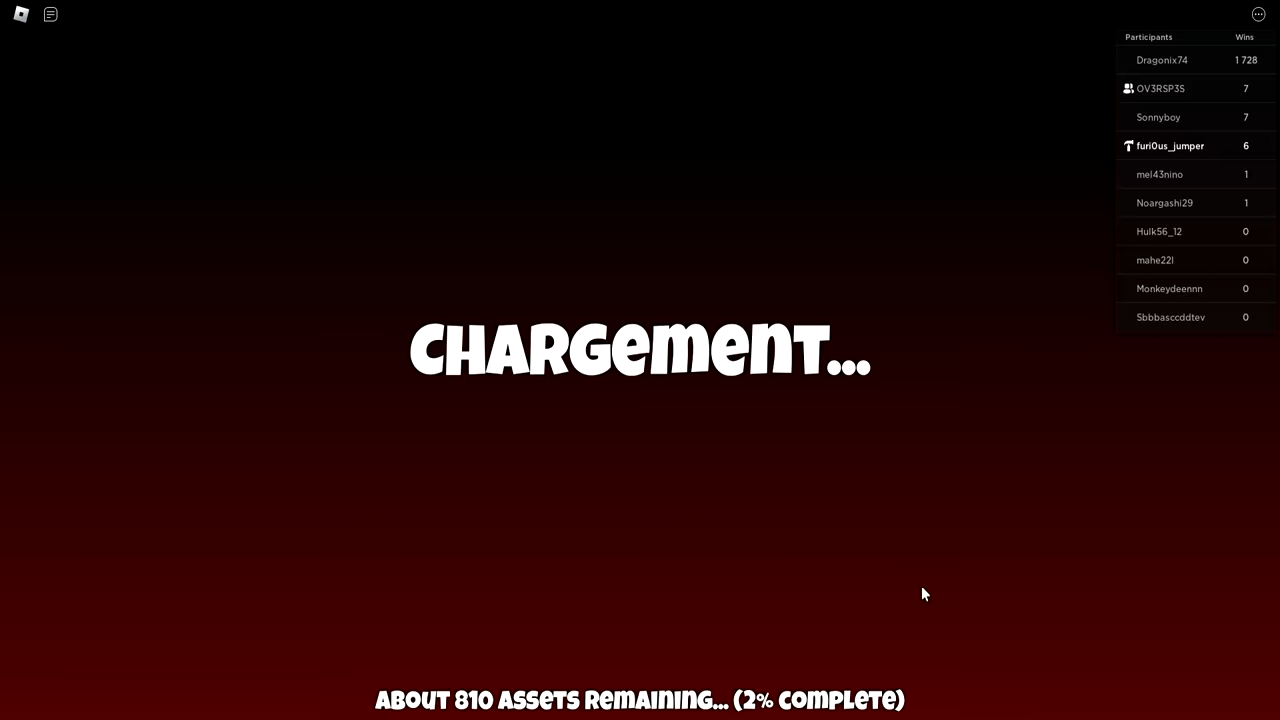 Participants Wins
Dragonix74 1 728
OV3RSP3S 7
Sonnyboy 7
furi0us_jumper 6
mel43nino 1
Noargashi29 1
Hulk56_12 0
mahe22l 0
Monkeydeennn 0
Sbbbasccddtev 0
CHARGEMENT...
ABOUT 810 ASSETS REMAINING... (2% COMPLETE)